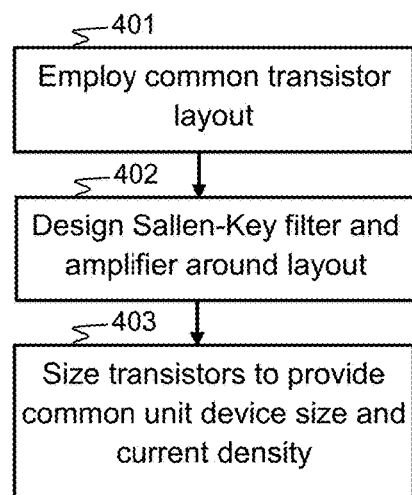 401
Employ common transistor
layout
402
Design Sallen-Key filter and
amplifier around layout
403
Size transistors to provide
common unit device size and
current density